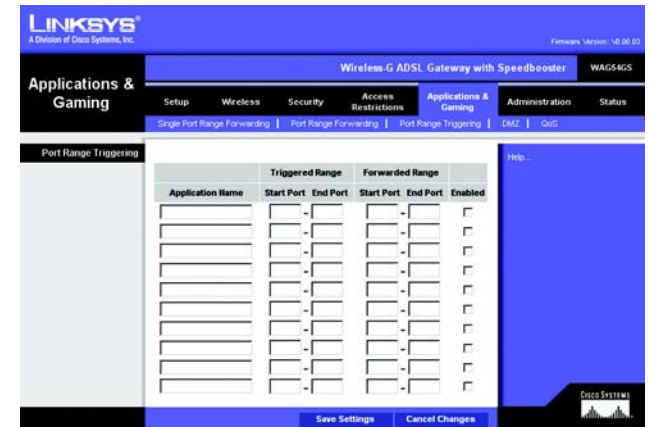 LINKSYS®
A Division of Cisco Systems, Inc.
Firmware Version: V0.00.03
Wireless-G ADSL Gateway with Speedbooster WAG54GS
Applications & Gaming
Setup Wireless Security Access Restrictions Applications & Gaming Administration Status
Single Port Range Forwarding | Port Range Forwarding | Port Range Triggering | DMZ | QoS
Port Range Triggering
Help...
Triggered Range Forwarded Range
Application Name Start Port End Port Start Port End Port Enabled
-  -
-  -
-  -
-  -
-  -
-  -
-  -
-  -
-  -
-  -
CISCO SYSTEMS
Save Settings Cancel Changes